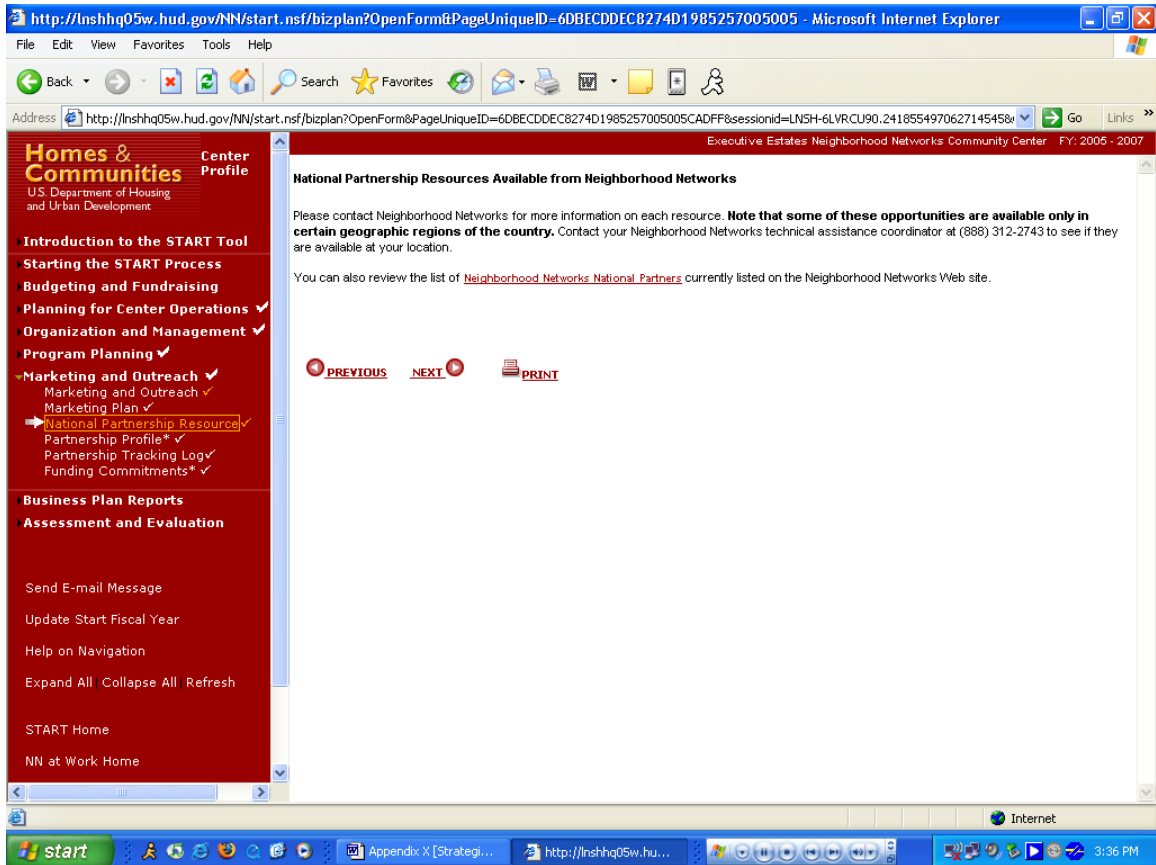 http://lnshhq05w.hud.gov/NN/start.nsf/bizplan?OpenForm&PageUniqueID=6DBECDDEC8274D1985257005005 - Microsoft Internet Explorer
File Edit View Favorites Tools Help
Back Search Favorites
Address http://lnshhq05w.hud.gov/NN/start.nsf/bizplan?OpenForm&PageUniqueID=6DBECDDEC8274D1985257005005CADFF&sessionid=LNSH-6LVRCU90.2418554970627145458& Go Links »
Executive Estates Neighborhood Networks Community Center FY: 2005 - 2007
Homes & Communities
Center Profile
U.S. Department of Housing
and Urban Development
Introduction to the START Tool
Starting the START Process
Budgeting and Fundraising
Planning for Center Operations ✓
Organization and Management ✓
Program Planning ✓
Marketing and Outreach ✓
Marketing and Outreach ✓
Marketing Plan ✓
National Partnership Resource ✓
Partnership Profile* ✓
Partnership Tracking Log ✓
Funding Commitments* ✓
Business Plan Reports
Assessment and Evaluation
Send E-mail Message
Update Start Fiscal Year
Help on Navigation
Expand All | Collapse All | Refresh
START Home
NN at Work Home
National Partnership Resources Available from Neighborhood Networks
Please contact Neighborhood Networks for more information on each resource. Note that some of these opportunities are available only in
certain geographic regions of the country. Contact your Neighborhood Networks technical assistance coordinator at (888) 312-2743 to see if they
are available at your location.
You can also review the list of Neighborhood Networks National Partners currently listed on the Neighborhood Networks Web site.
PREVIOUS NEXT PRINT
Internet
start Appendix X [Strategi... http://lnshhq05w.hu... 3:36 PM